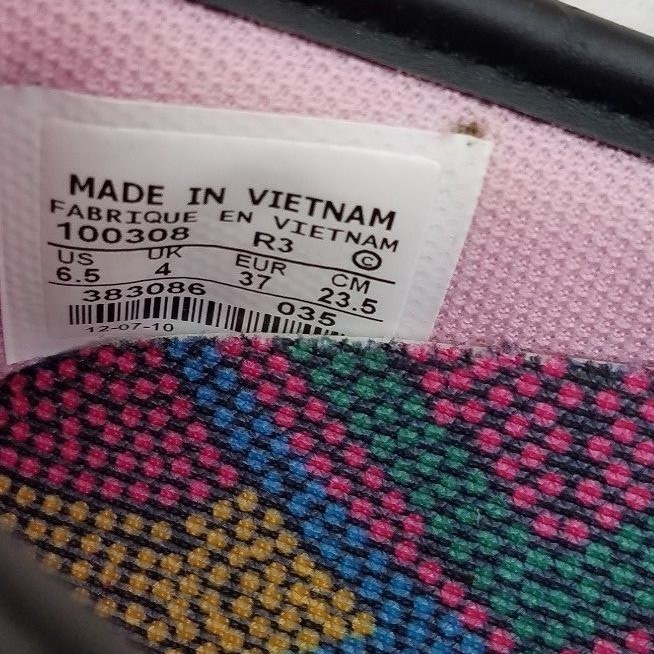 MADE IN VIETNAM
FABRIQUE EN VIETNAM
100308 R3 ©
US UK EUR CM
6.5 4 37 23.5
383086 035
12-07-10